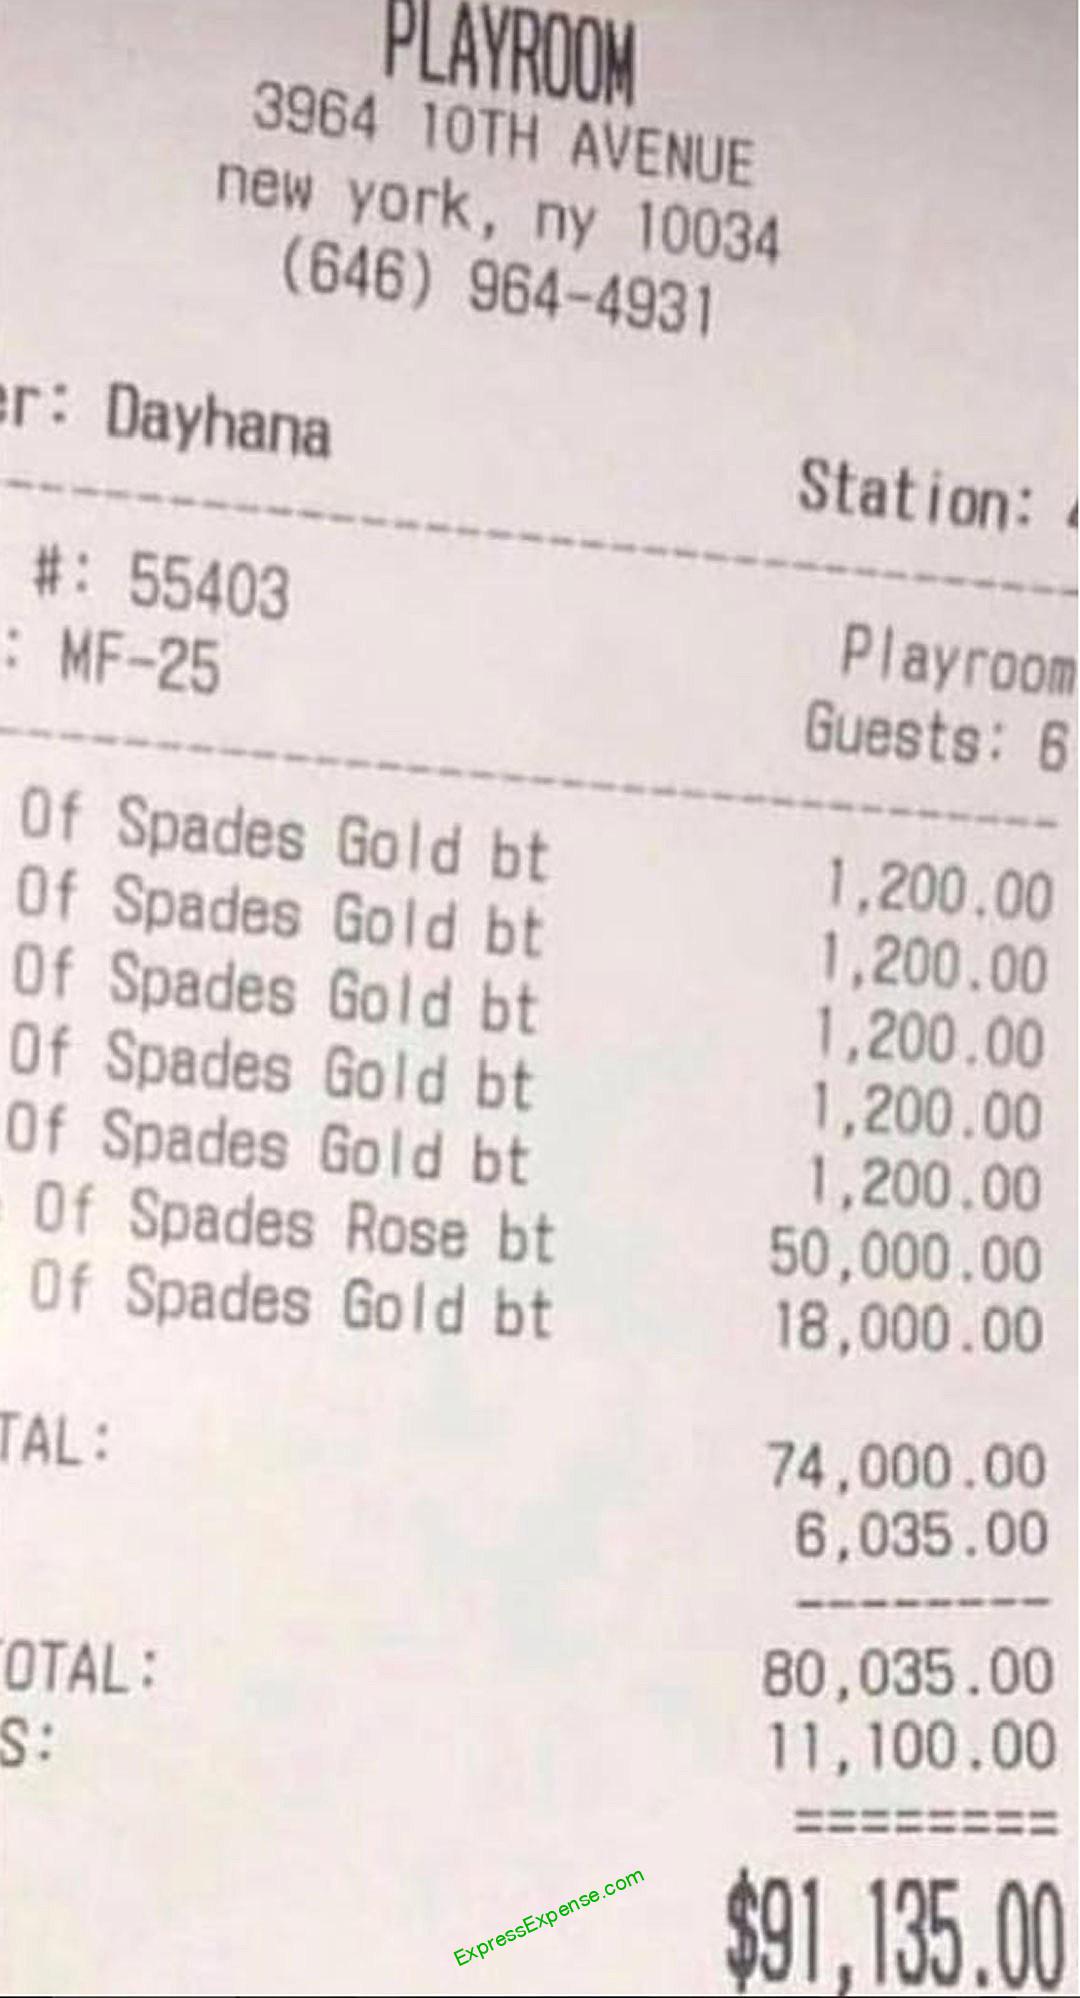 PLAYROOM
3964 10TH AVENUE
new york, ny 10034
(646) 964-4931
er: Dayhana Station:
#: 55403 Playroom
: MF-25 Guests: 6
Of Spades Gold bt 1,200.00
Of Spades Gold bt 1,200.00
Of Spades Gold bt 1,200.00
Of Spades Gold bt 1,200.00
Of Spades Gold bt 1,200.00
Of Spades Rose bt 50,000.00
Of Spades Gold bt 18,000.00
TAL: 74,000.00
6,035.00
OTAL: 80,035.00
S: 11,100.00
$91,135.00
ExpressExpense.com